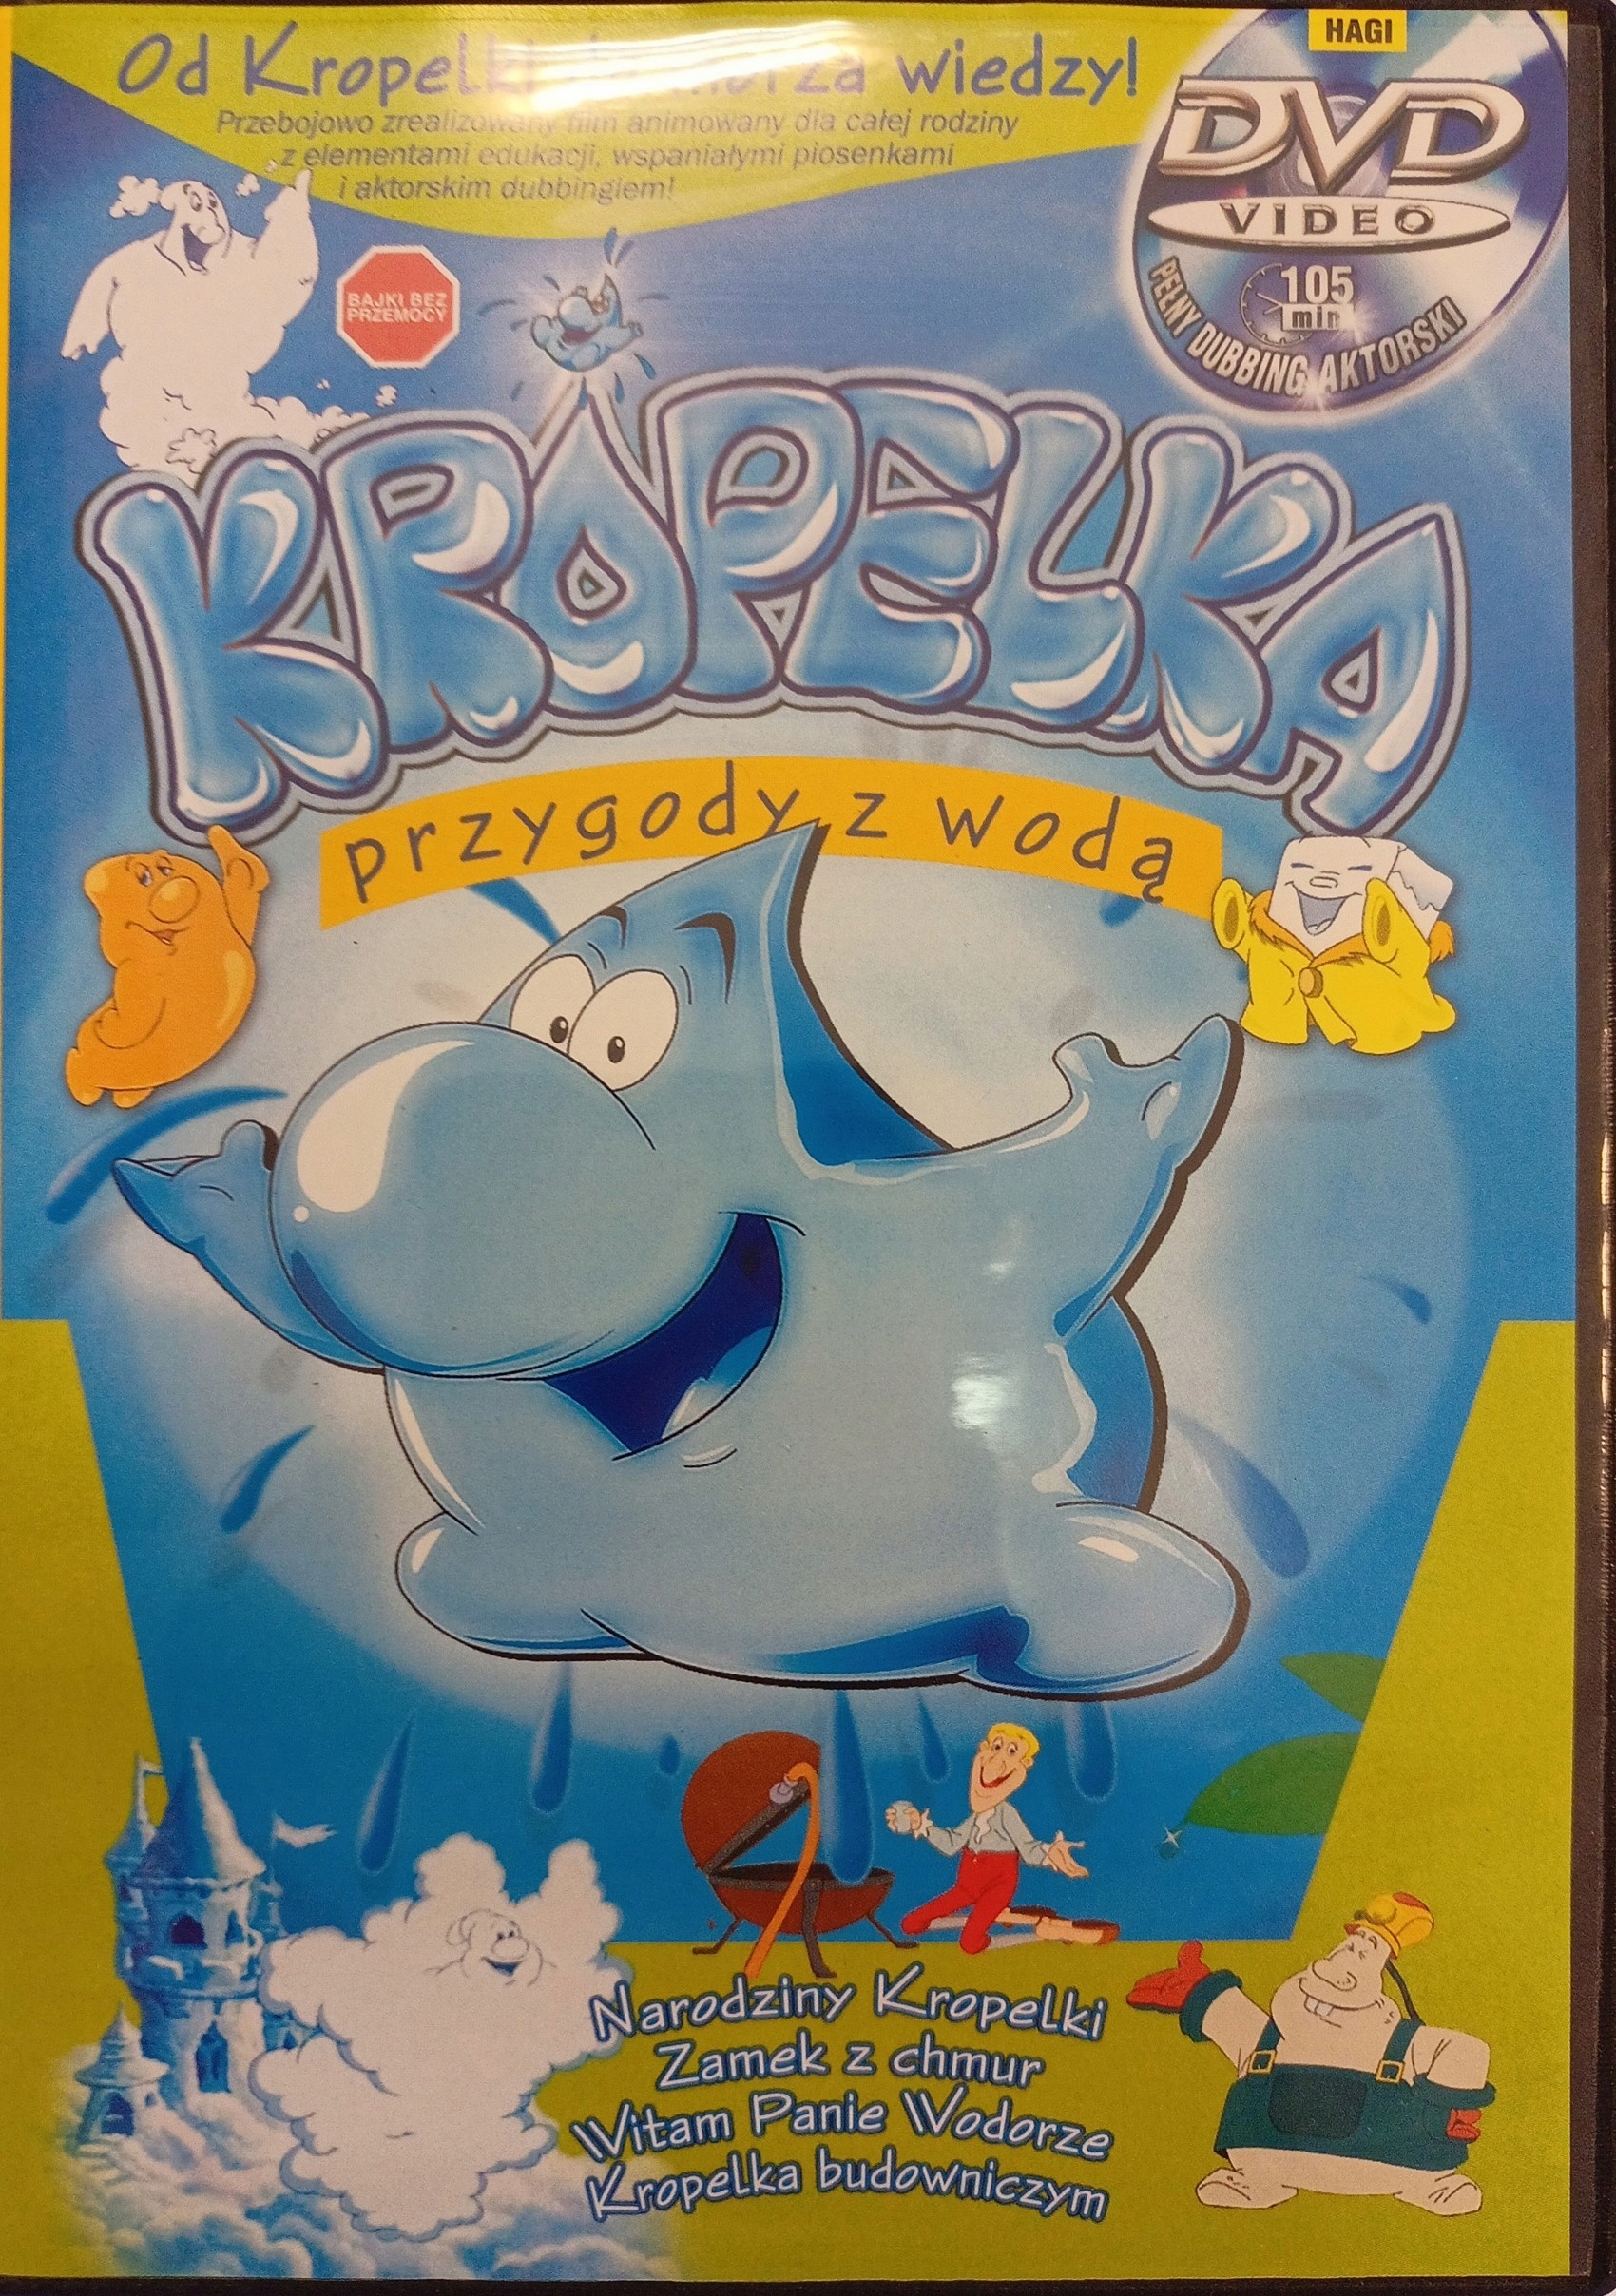 Od Kropelki wiedzy!
Przebojowo zrealizowany film animowany dla całej rodziny
z elementami edukacji, wspaniałymi piosenkami
i aktorskim dubbingiem!
HAGI
DVD
VIDEO
105
min
PEŁNY DUBBING AKTORSKI
BAJKI BEZ
PRZEMOCY
KROPELKA
przygody z wodą
Narodziny Kropelki
Zamek z chmur
Witam Panie Wodorze
Kropelka budowniczym